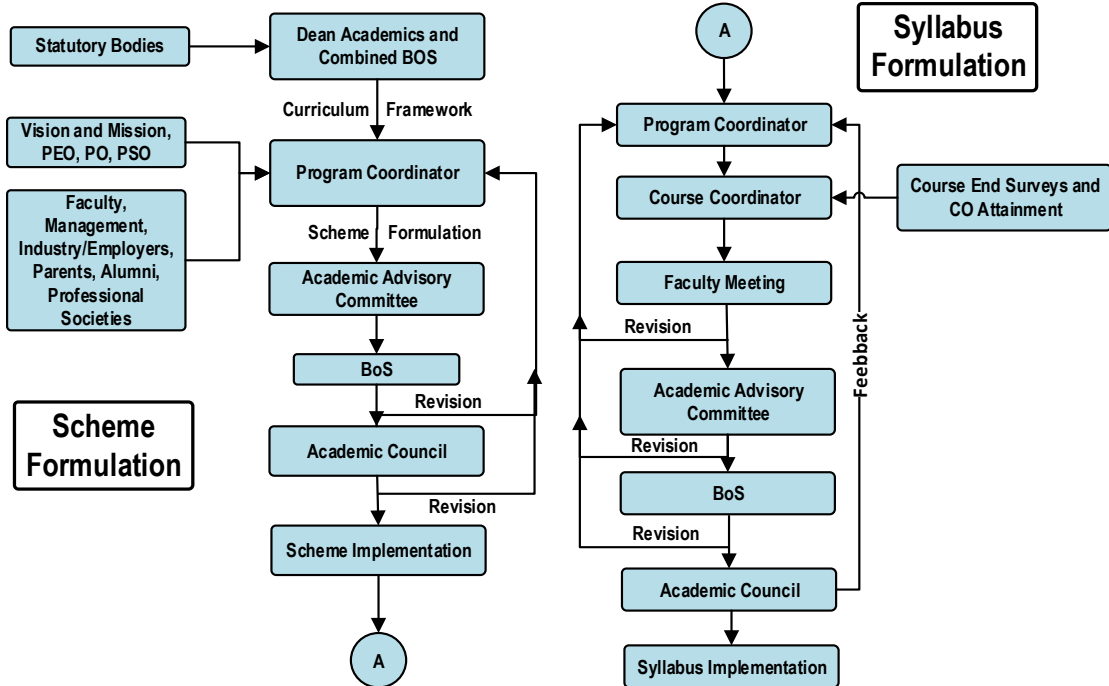 Statutory Bodies
Dean Academics and
Combined BOS
Curriculum Framework
Vision and Mission,
PEO, PO, PSO
Program Coordinator
Faculty,
Management,
Industry/Employers,
Parents, Alumni,
Professional
Societies
Scheme Formulation
Academic Advisory
Committee
BoS
Revision
Scheme
Formulation
Academic Council
Revision
Scheme Implementation
A
A
Syllabus
Formulation
Program Coordinator
Course Coordinator
Course End Surveys and
CO Attainment
Faculty Meeting
Revision
Feebback
Academic Advisory
Committee
Revision
BoS
Revision
Academic Council
Syllabus Implementation